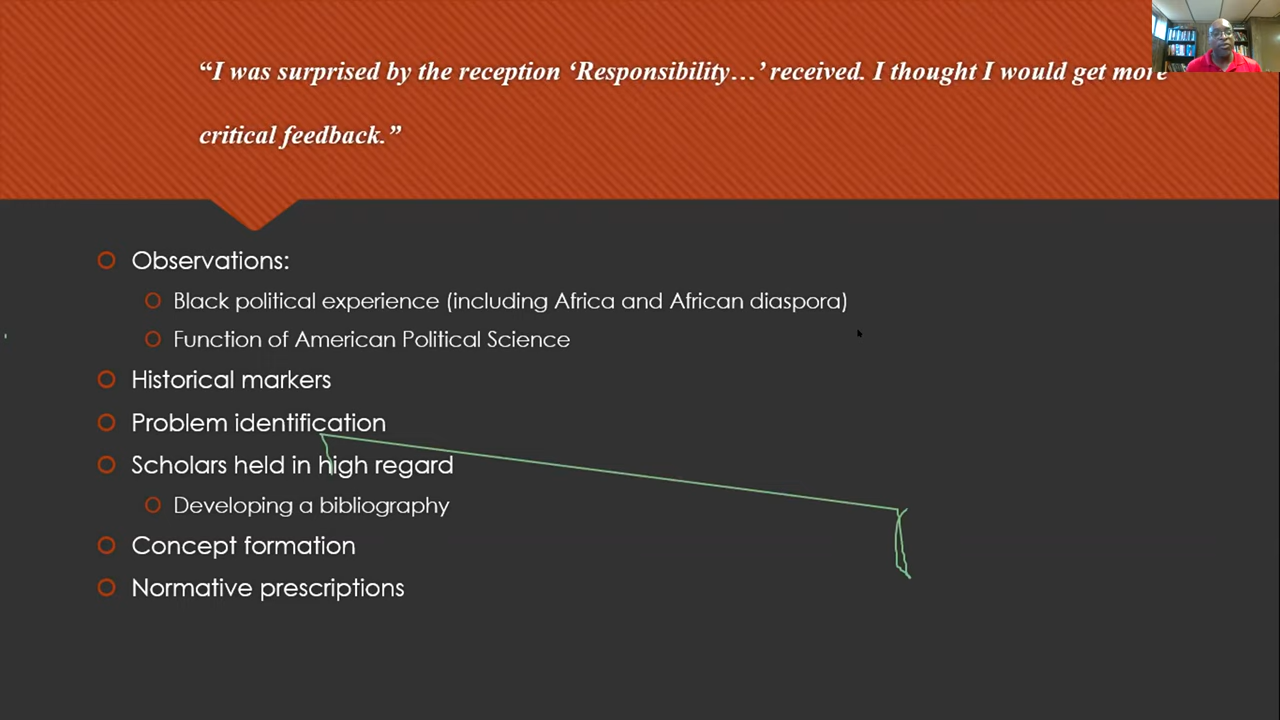 “I was surprised by the reception ‘Responsibility…’ received. I thought I would get more
critical feedback.”
Observations:
Black political experience (including Africa and African diaspora)
Function of American Political Science
Historical markers
Problem identification
Scholars held in high regard
Developing a bibliography
Concept formation
Normative prescriptions